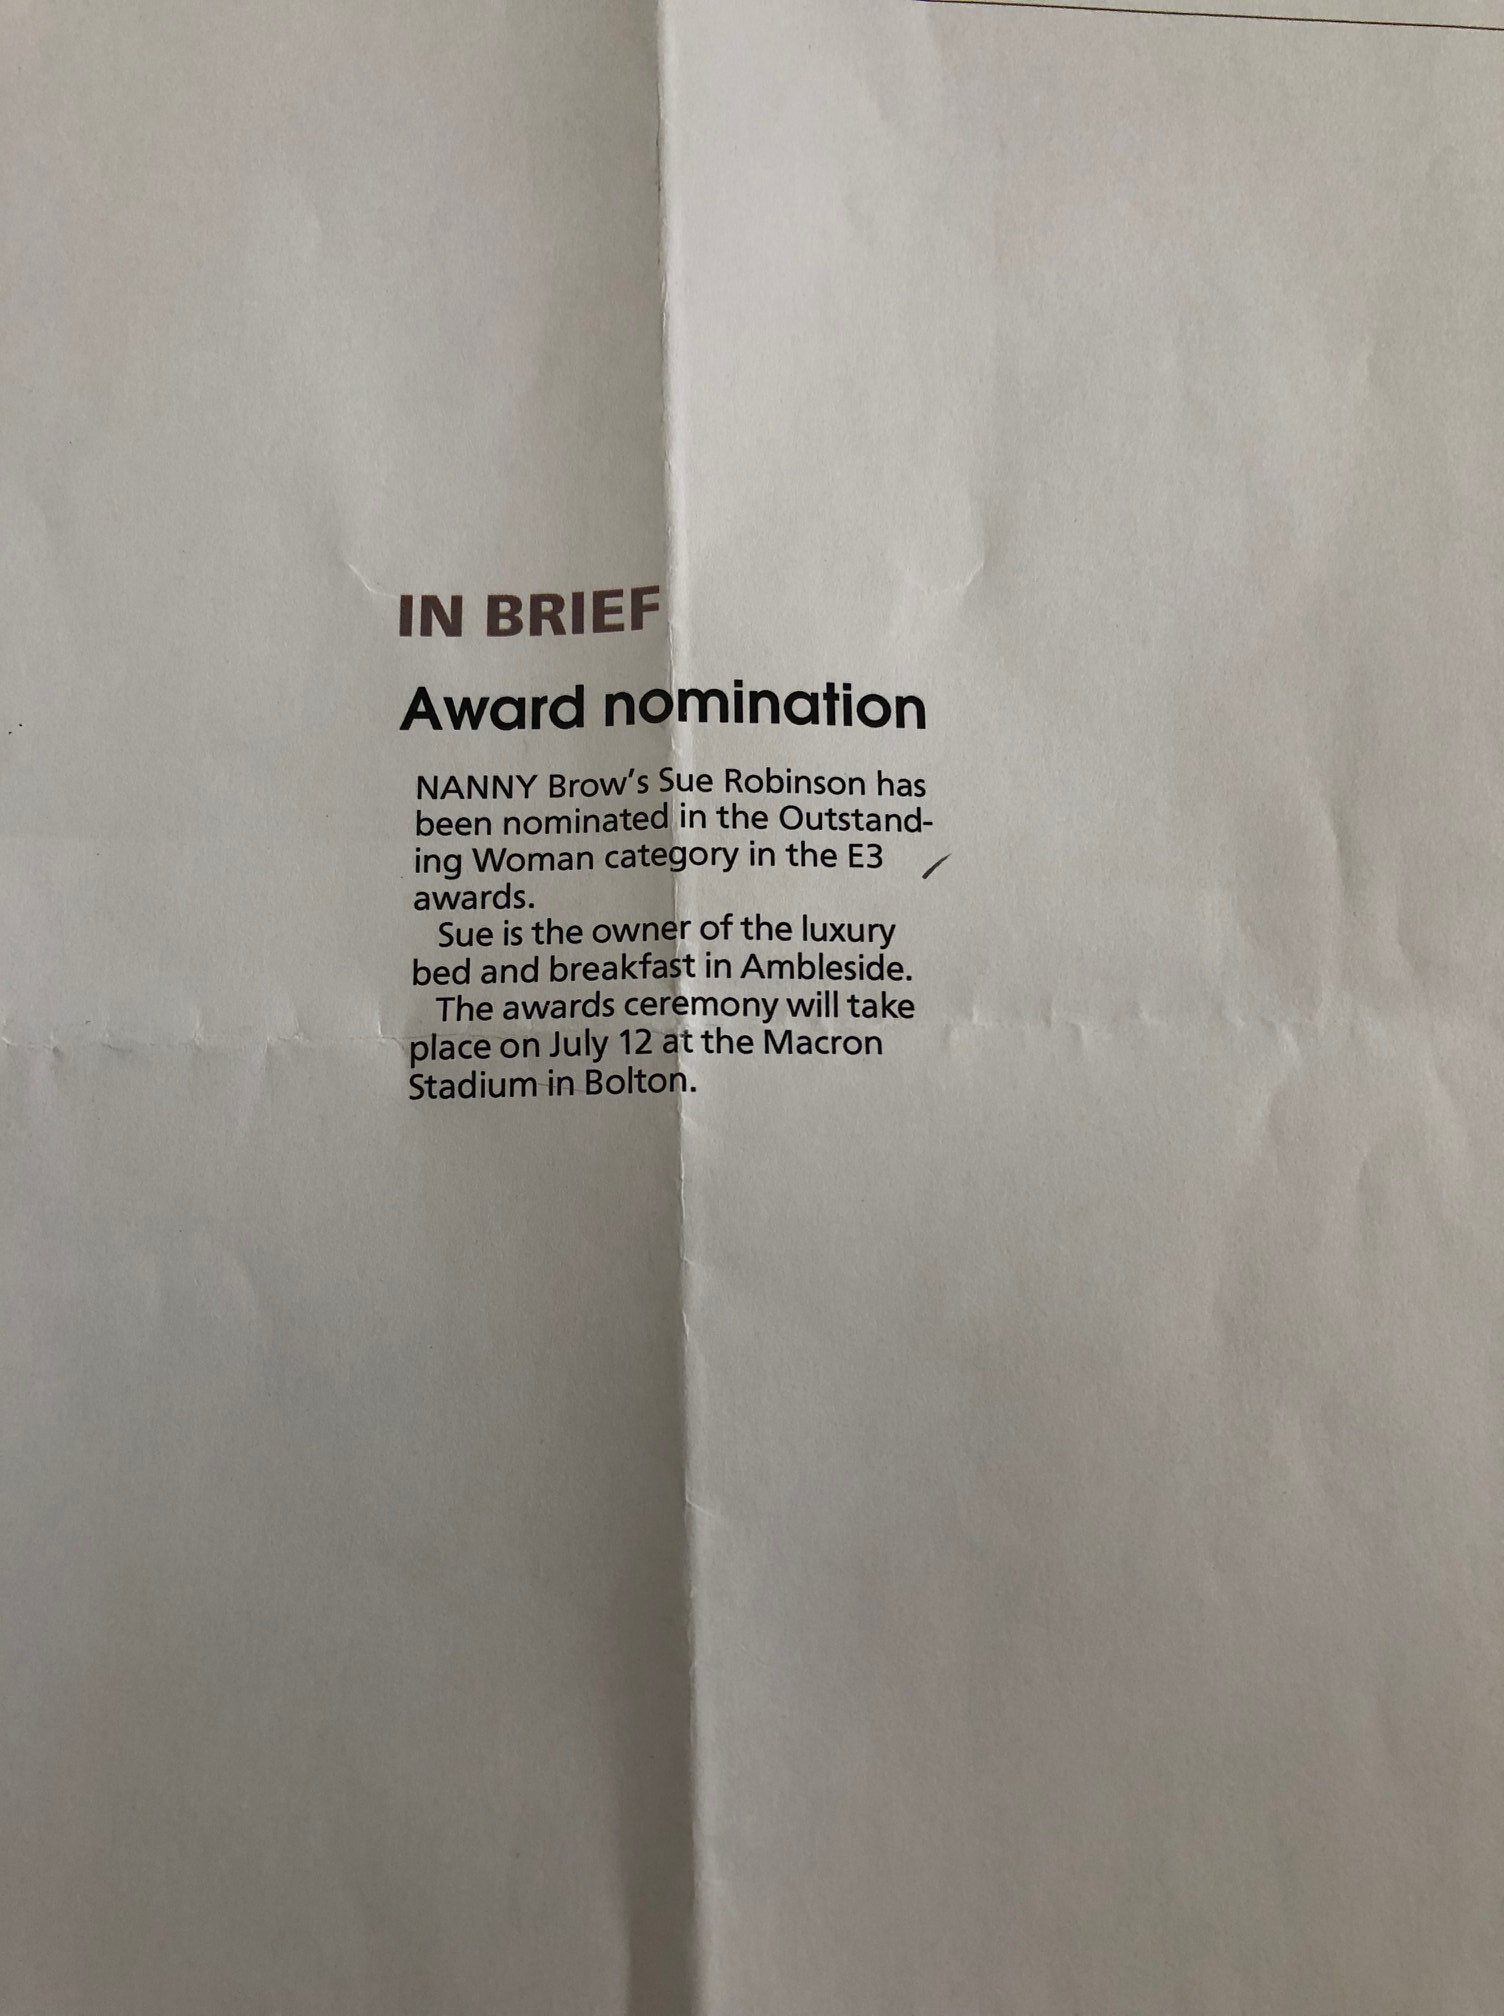 IN BRIEF
Award nomination
NANNY Brow's Sue Robinson has
been nominated in the Outstand-
ing Woman category in the E3
awards.
Sue is the owner of the luxury
bed and breakfast in Ambleside.
The awards ceremony will take
place on July 12 at the Macron
Stadium in Bolton.